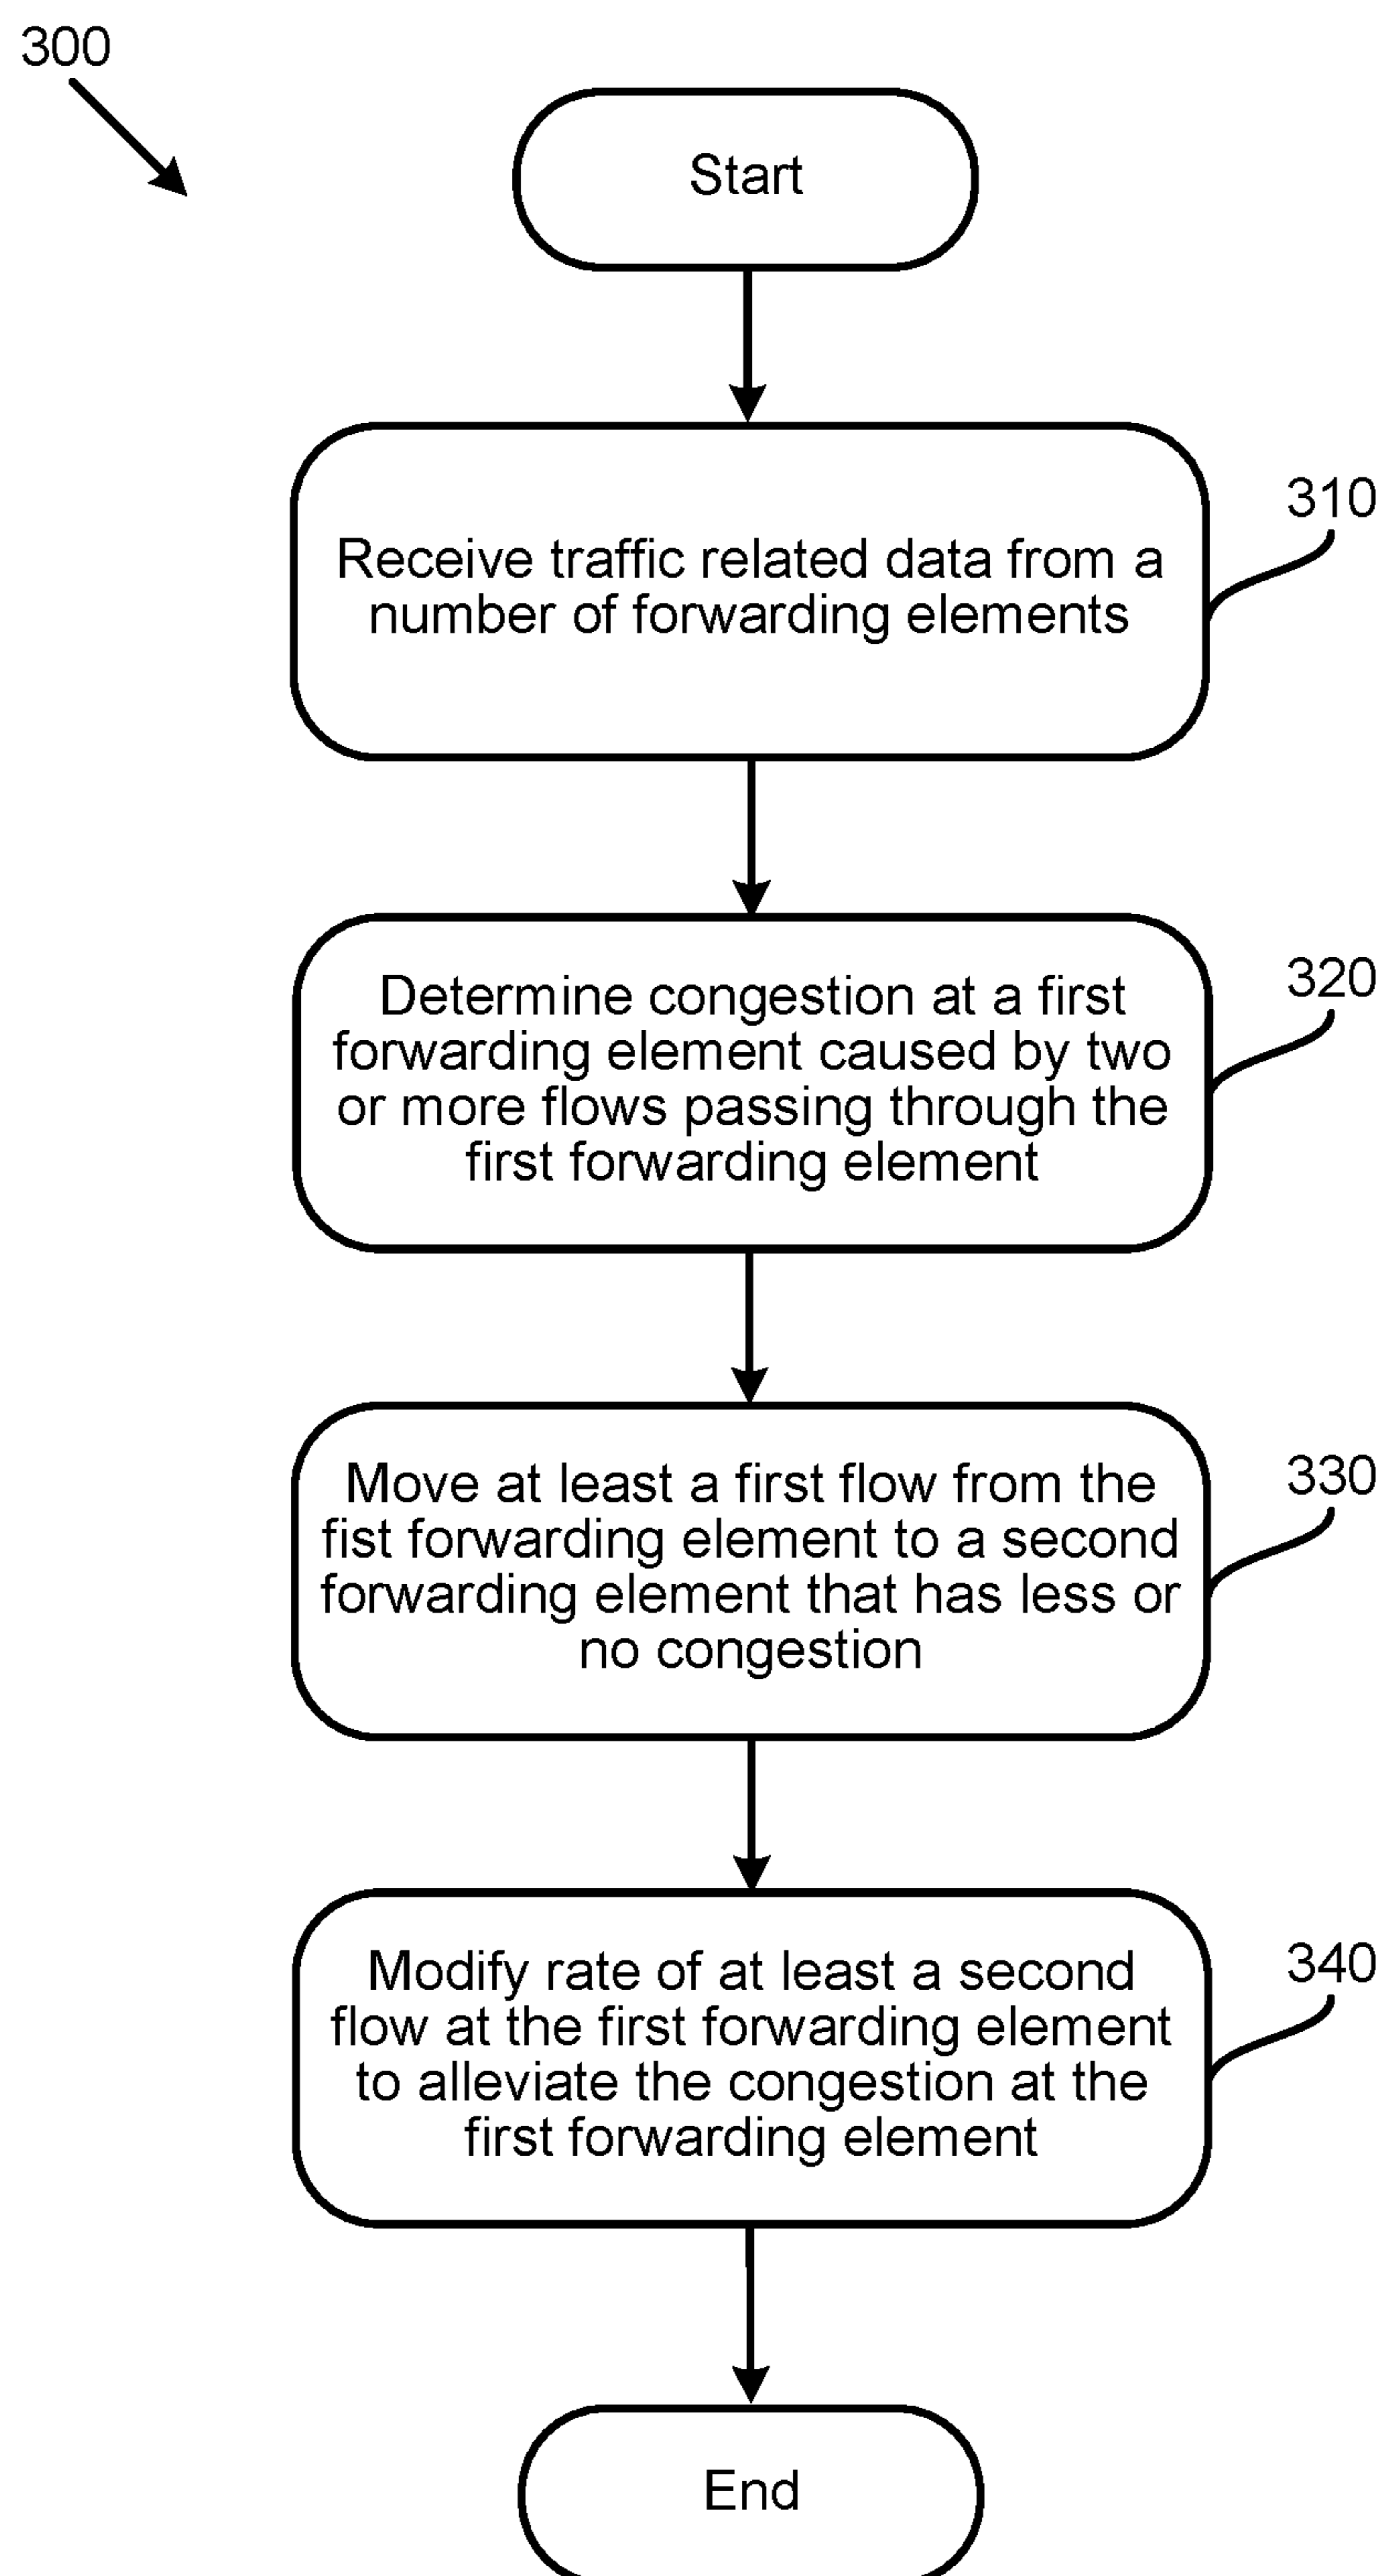 300
Start
Receive traffic related data from a
number of forwarding elements
310
Determine congestion at a first
forwarding element caused by two
or more flows passing through the
first forwarding element
320
Move at least a first flow from the
fist forwarding element to a second
forwarding element that has less or
no congestion
330
Modify rate of at least a second
flow at the first forwarding element
to alleviate the congestion at the
first forwarding element
340
End